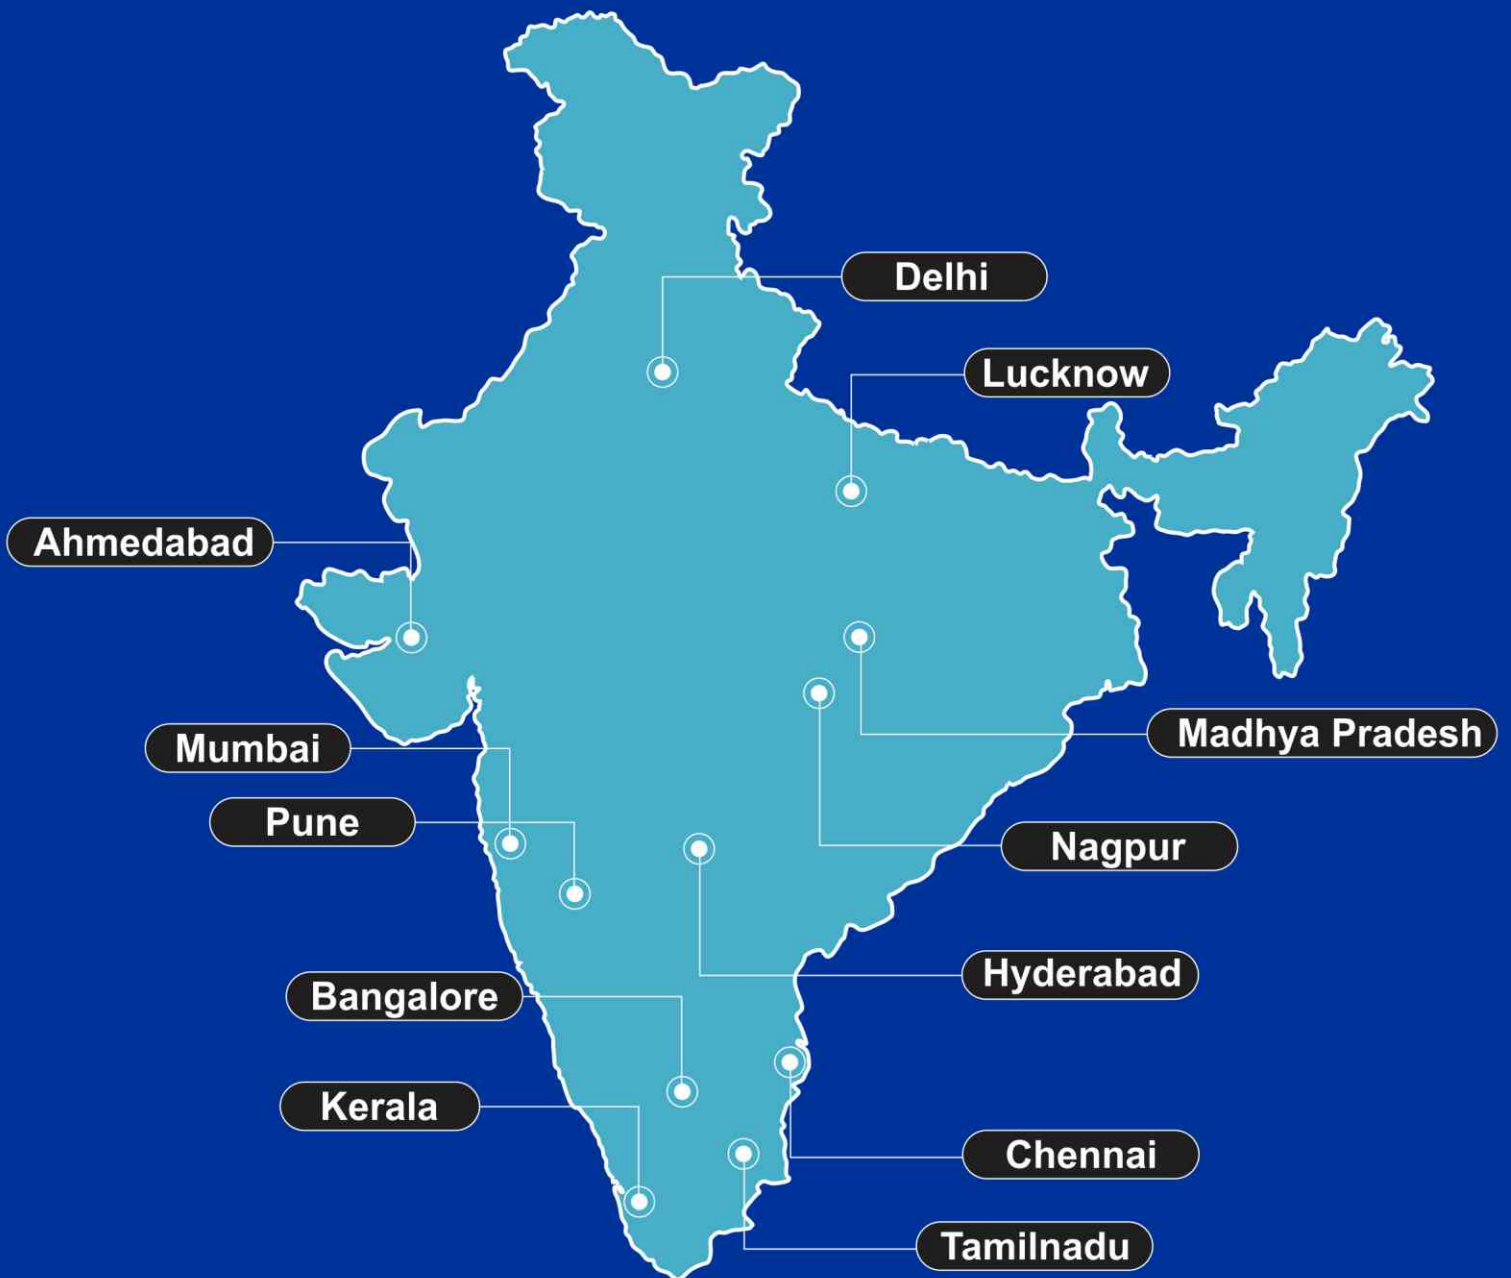 Delhi
Lucknow
Ahmedabad
Madhya Pradesh
Mumbai
Pune
Nagpur
Hyderabad
Bangalore
Kerala
Chennai
Tamilnadu